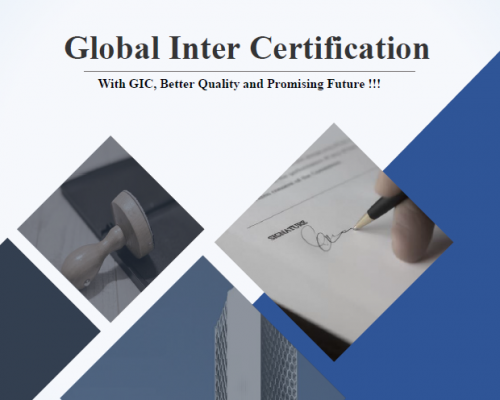 Global Inter Certification
With GIC, Better Quality and Promising Future !!!
SIGNATURE